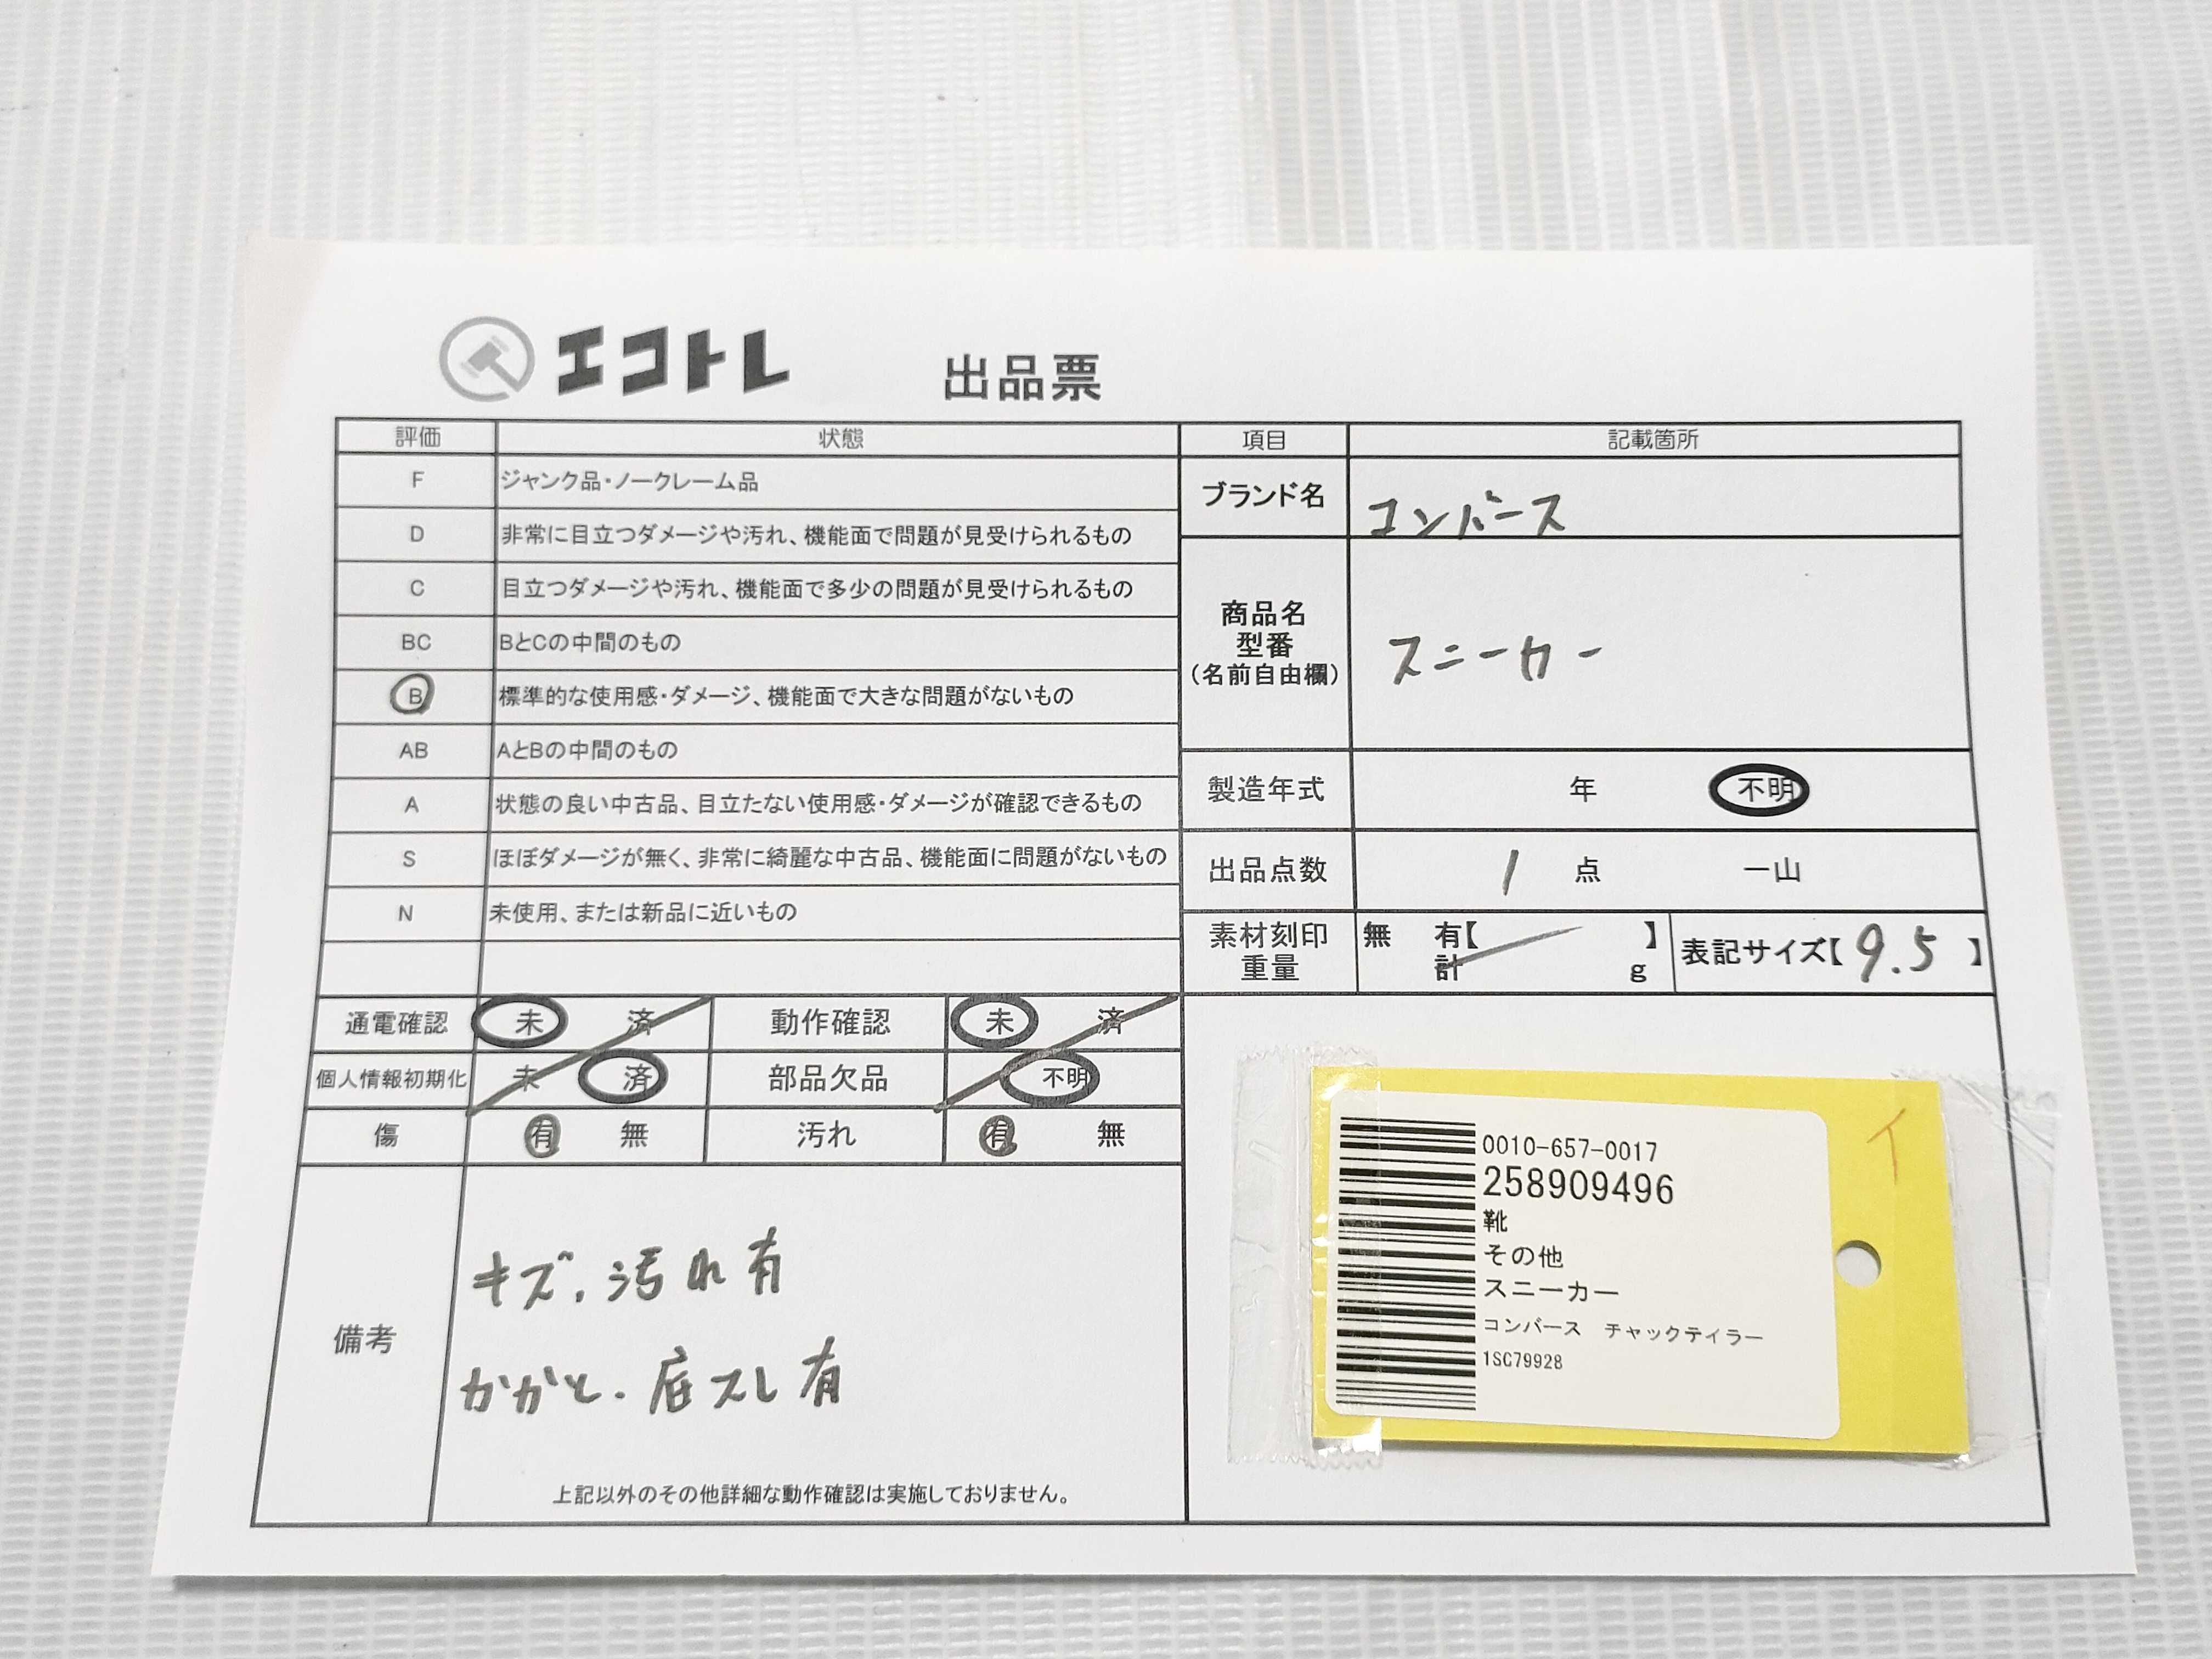 エコトレ 出品票
評価 状態
F ジャンク品・ノークレーム品
D 非常に目立つダメージや汚れ、機能面で問題が見受けられるもの
C 目立つダメージや汚れ、機能面で多少の問題が見受けられるもの
BC BとCの中間のもの
B 標準的な使用感・ダメージ、機能面で大きな問題がないもの
AB AとBの中間のもの
A 状態の良い中古品、目立たない使用感・ダメージが確認できるもの
S ほぼダメージが無く、非常に綺麗な中古品、機能面に問題がないもの
N 未使用、または新品に近いもの
項目 記載箇所
ブランド名 コンバース
商品名
型番
(名前自由欄)
スニーカー
製造年式 年 不明
出品点数 1 点 一山
素材刻印 無 有【 】
重量 計 g
表記サイズ【 9.5 】
通電確認 未 済 動作確認 未 済
個人情報初期化 未 済 部品欠品 不明
傷 有 無 汚れ 有 無
備考
キズ、汚れ有
かかと、底スレ有
上記以外のその他詳細な動作確認は実施しておりません。
イ
0010-657-0017
258909496
靴
その他
スニーカー
コンバース チャックテイラー
1SC79928